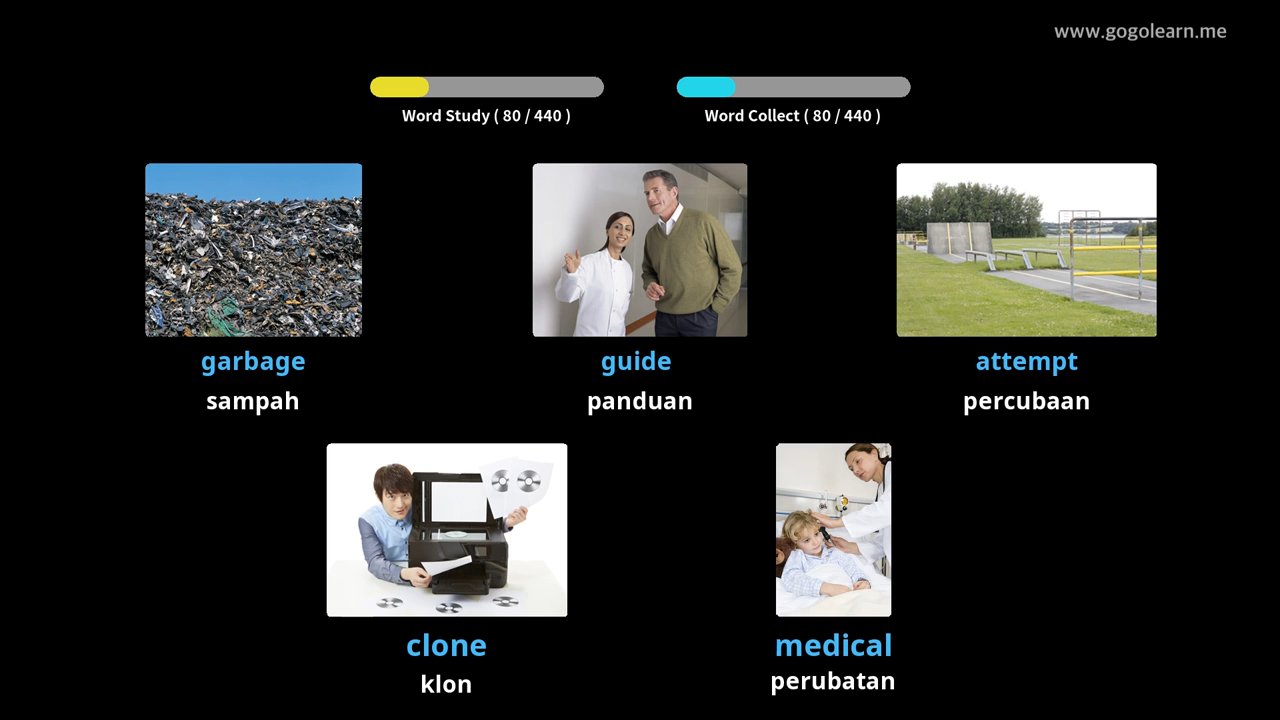 www.gogolearn.me
Word Study ( 80 / 440 )
Word Collect ( 80 / 440 )
garbage
sampah
guide
panduan
attempt
percubaan
clone
klon
medical
perubatan